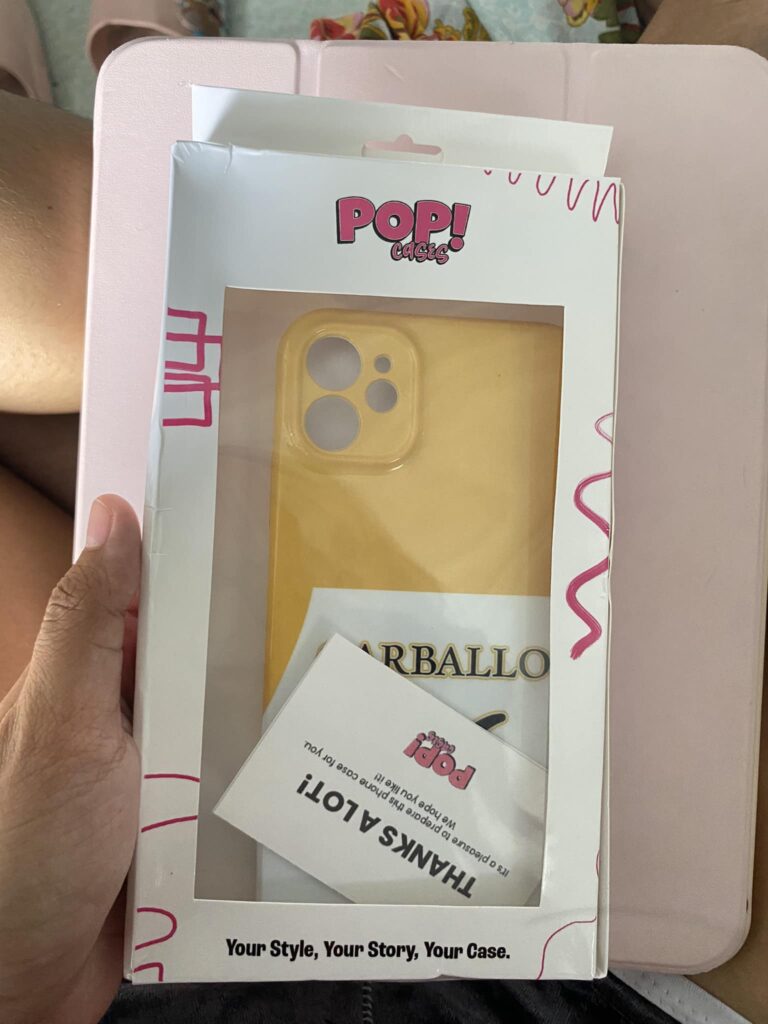 POP!
CASES
CARBALLO
POP!
CASES
THANKS A LOT!
It's a pleasure to prepare this phone case for you.
We hope you like it!
Your Style, Your Story, Your Case.